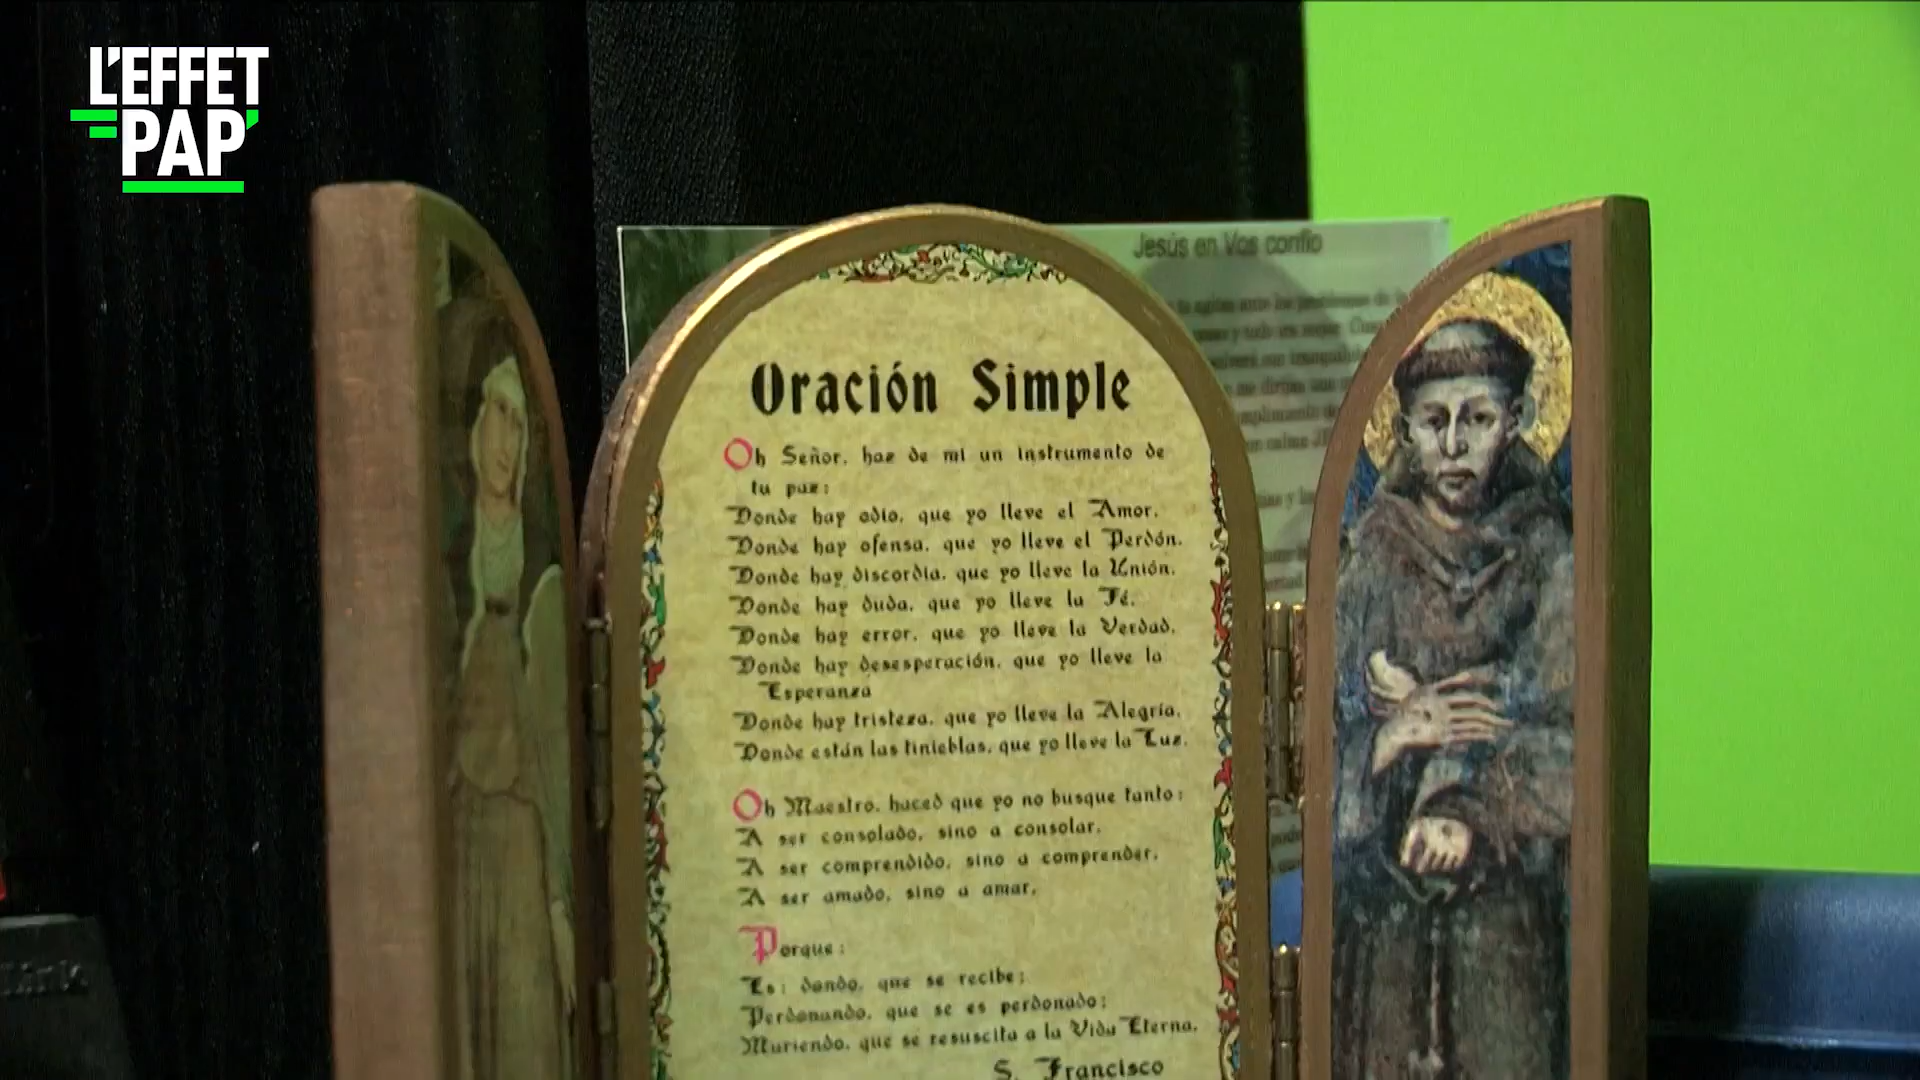 L'EFFET
PAP'
Jesús en Vos confío
Oración Simple
Oh Señor, haz de mi un instrumento de
tu paz:
Donde hay odio, que yo lleve el Amor.
Donde hay ofensa, que yo lleve el Perdón.
Donde hay discordia, que yo lleve la Unión.
Donde hay duda, que yo lleve la Fé.
Donde hay error, que yo lleve la Verdad.
Donde hay desesperación, que yo lleve la
Esperanza
Donde hay tristeza, que yo lleve la Alegría.
Donde están las tinieblas, que yo lleve la Luz.
Oh Maestro, haced que yo no busque tanto:
A ser consolado, sino a consolar.
A ser comprendido, sino a comprender.
A ser amado, sino a amar.
Porque:
Es: dando, que se recibe;
Perdonando, que se es perdonado;
Muriendo, que se resuscita a la Vida Eterna.
S. Francisco